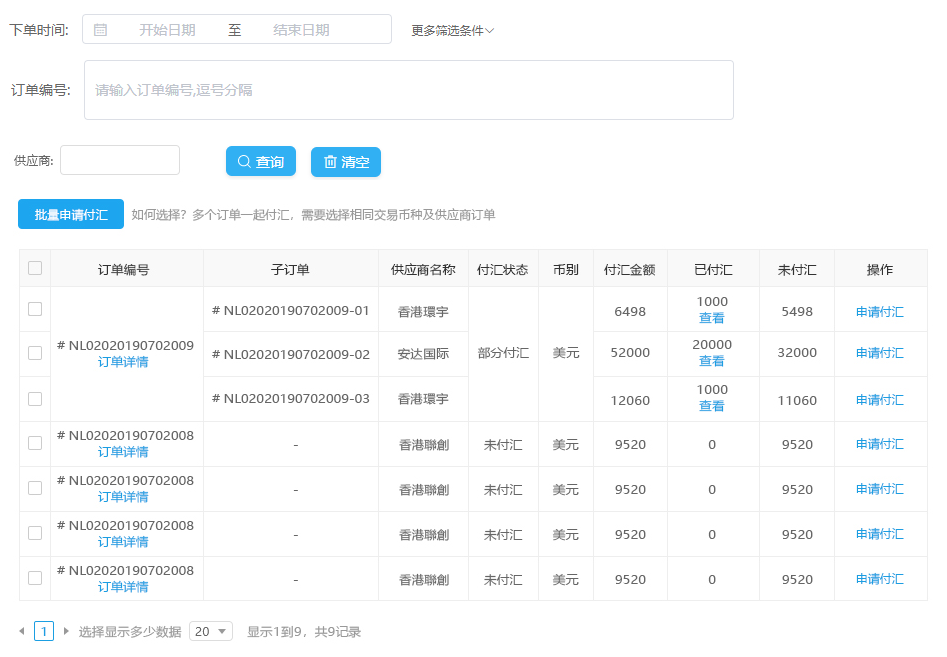 下单时间: 开始日期 至 结束日期 更多筛选条件
订单编号: 请输入订单编号,逗号分隔
供应商: 查询 清空
批量申请付汇 如何选择？多个订单一起付汇，需要选择相同交易币种及供应商订单
订单编号 子订单 供应商名称 付汇状态 币别 付汇金额 已付汇 未付汇 操作
# NL02020190702009 订单详情 # NL02020190702009-01 香港環宇 部分付汇 美元 6498 1000 查看 5498 申请付汇
# NL02020190702009-02 安达国际 52000 20000 查看 32000 申请付汇
# NL02020190702009-03 香港環宇 12060 1000 查看 11060 申请付汇
# NL02020190702008 订单详情 - 香港聯創 未付汇 美元 9520 0 9520 申请付汇
# NL02020190702008 订单详情 - 香港聯創 未付汇 美元 9520 0 9520 申请付汇
# NL02020190702008 订单详情 - 香港聯創 未付汇 美元 9520 0 9520 申请付汇
# NL02020190702008 订单详情 - 香港聯創 未付汇 美元 9520 0 9520 申请付汇
1 选择显示多少数据 20 显示1到9，共9记录